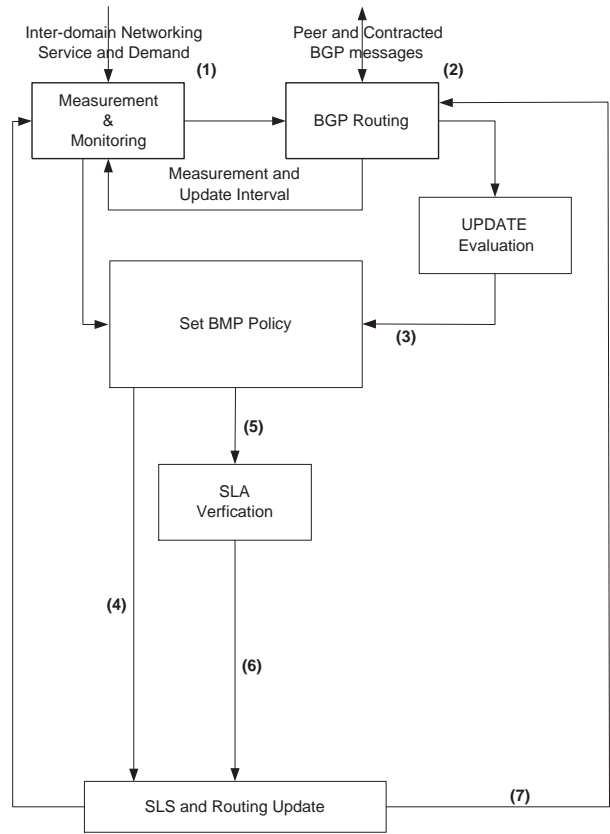 Inter-domain Networking
Service and Demand
Peer and Contracted
BGP messages
(1)
(2)
Measurement
&
Monitoring
BGP Routing
Measurement and
Update Interval
UPDATE
Evaluation
Set BMP Policy
(3)
(5)
SLA
Verfication
(4)
(6)
SLS and Routing Update
(7)